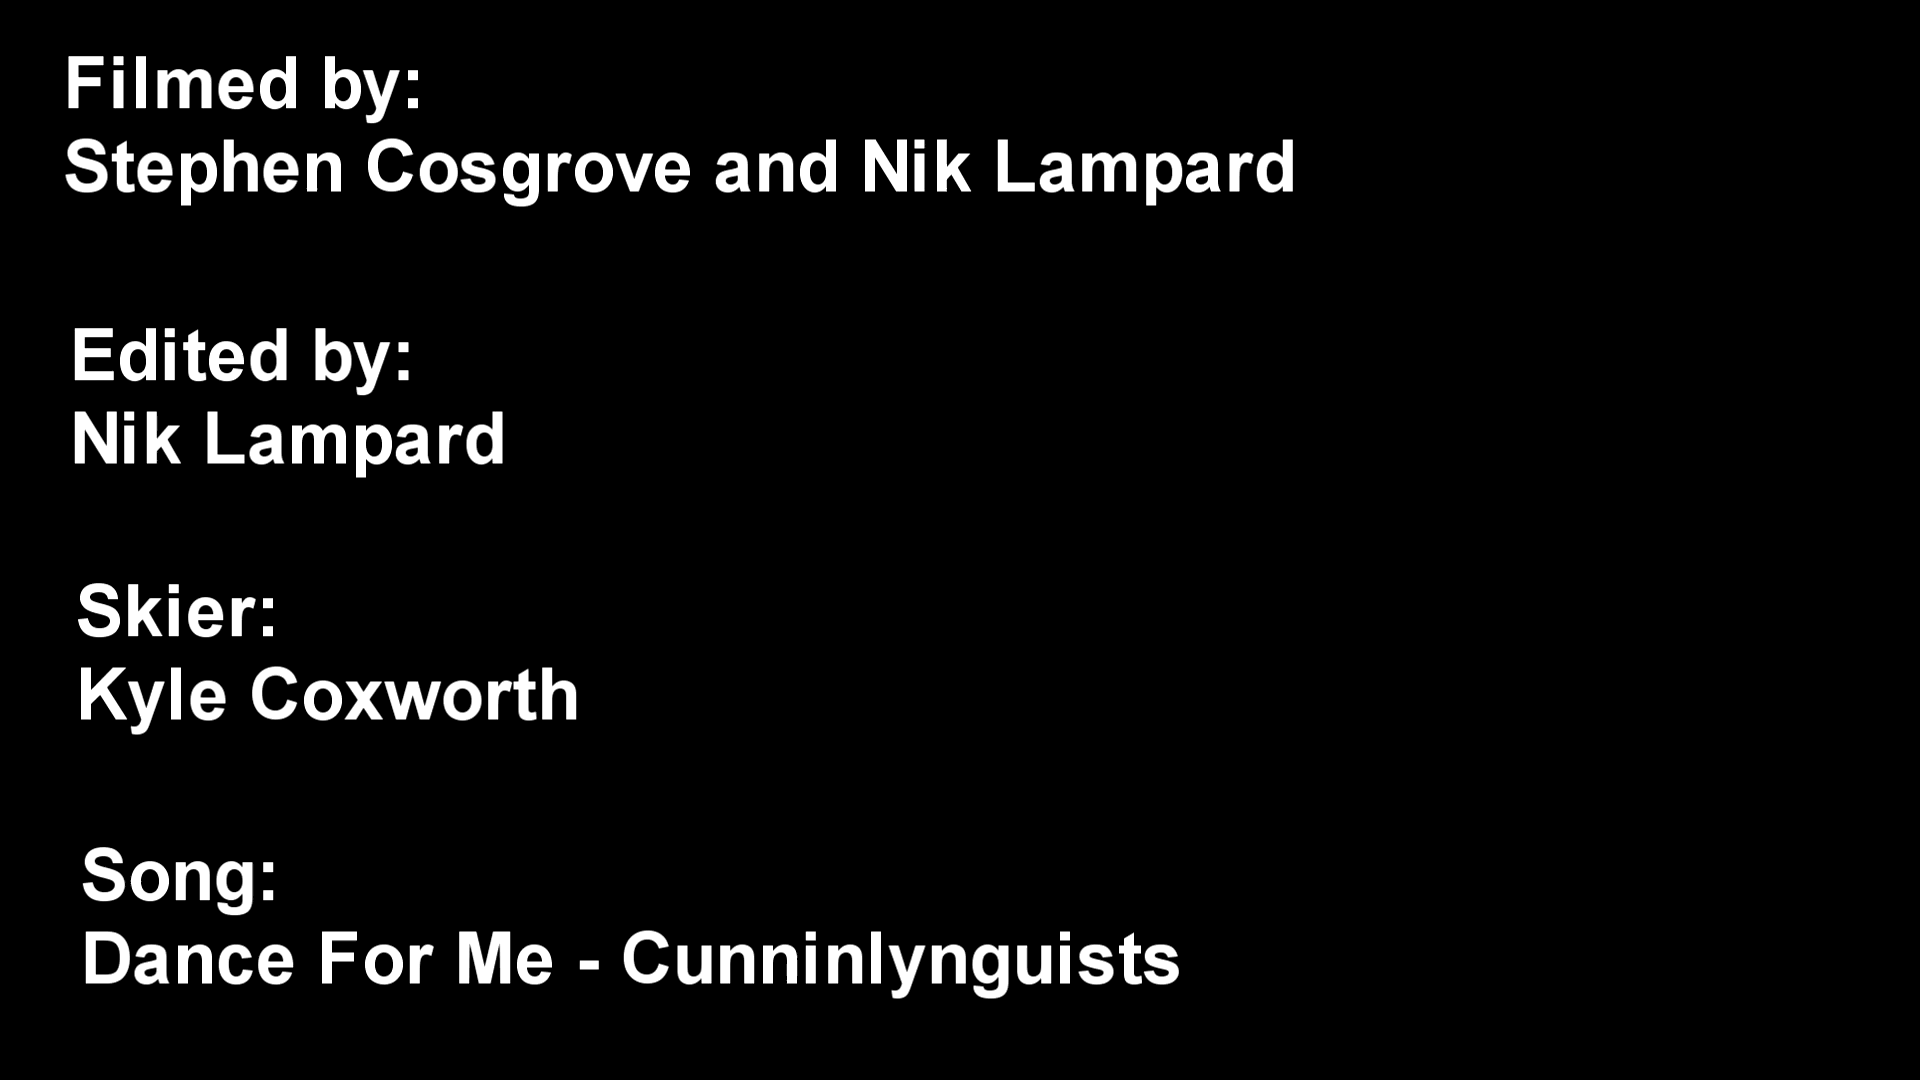 Filmed by:
Stephen Cosgrove and Nik Lampard
Edited by:
Nik Lampard
Skier:
Kyle Coxworth
Song:
Dance For Me - Cunninlynguists